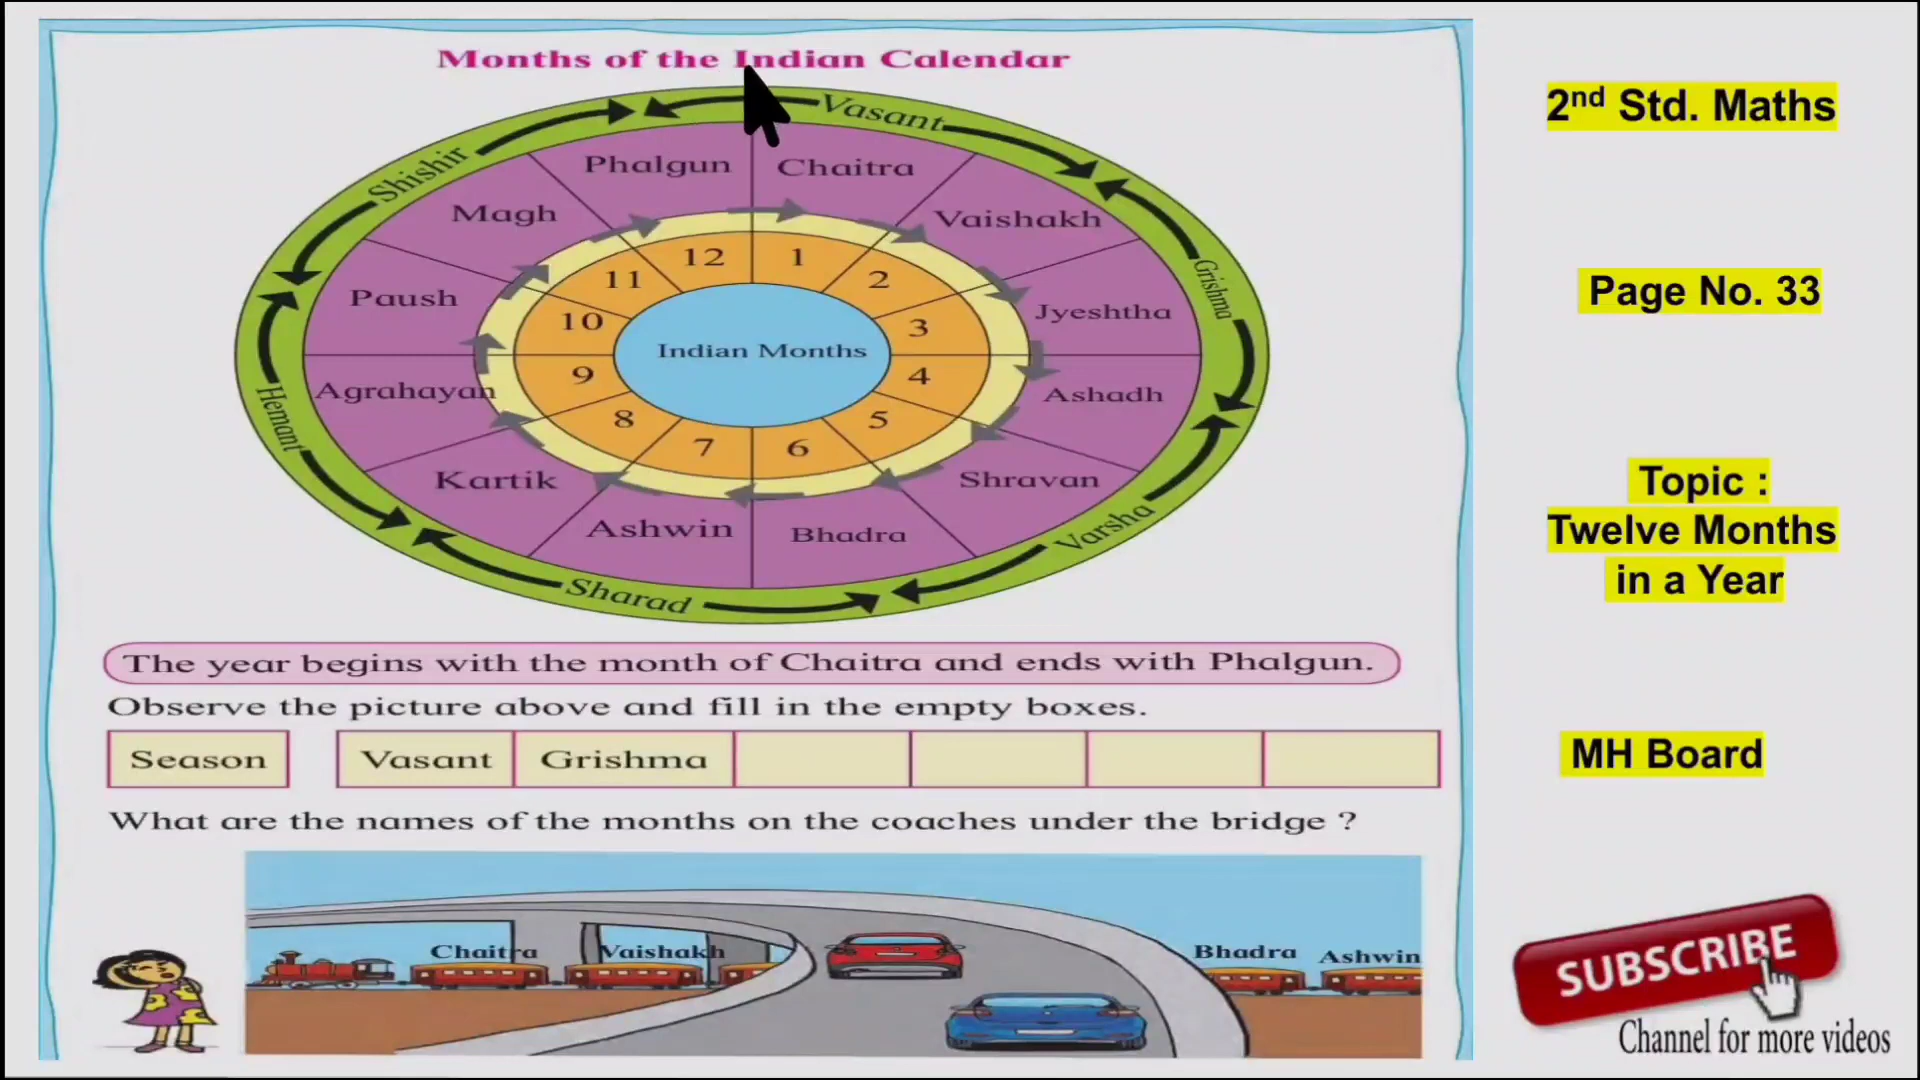 Months of the Indian Calendar
Vasant
Grishma
Varsha
Sharad
Hemant
Shishir
Chaitra
Vaishakh
Jyeshtha
Ashadh
Shravan
Bhadra
Ashwin
Kartik
Agrahayan
Paush
Magh
Phalgun
1
2
3
4
5
6
7
8
9
10
11
12
Indian Months
The year begins with the month of Chaitra and ends with Phalgun.
Observe the picture above and fill in the empty boxes.
Season Vasant Grishma
What are the names of the months on the coaches under the bridge ?
Chaitra Vaishakh Bhadra Ashwin
2nd Std. Maths
Page No. 33
Topic :
Twelve Months
in a Year
MH Board
SUBSCRIBE
Channel for more videos